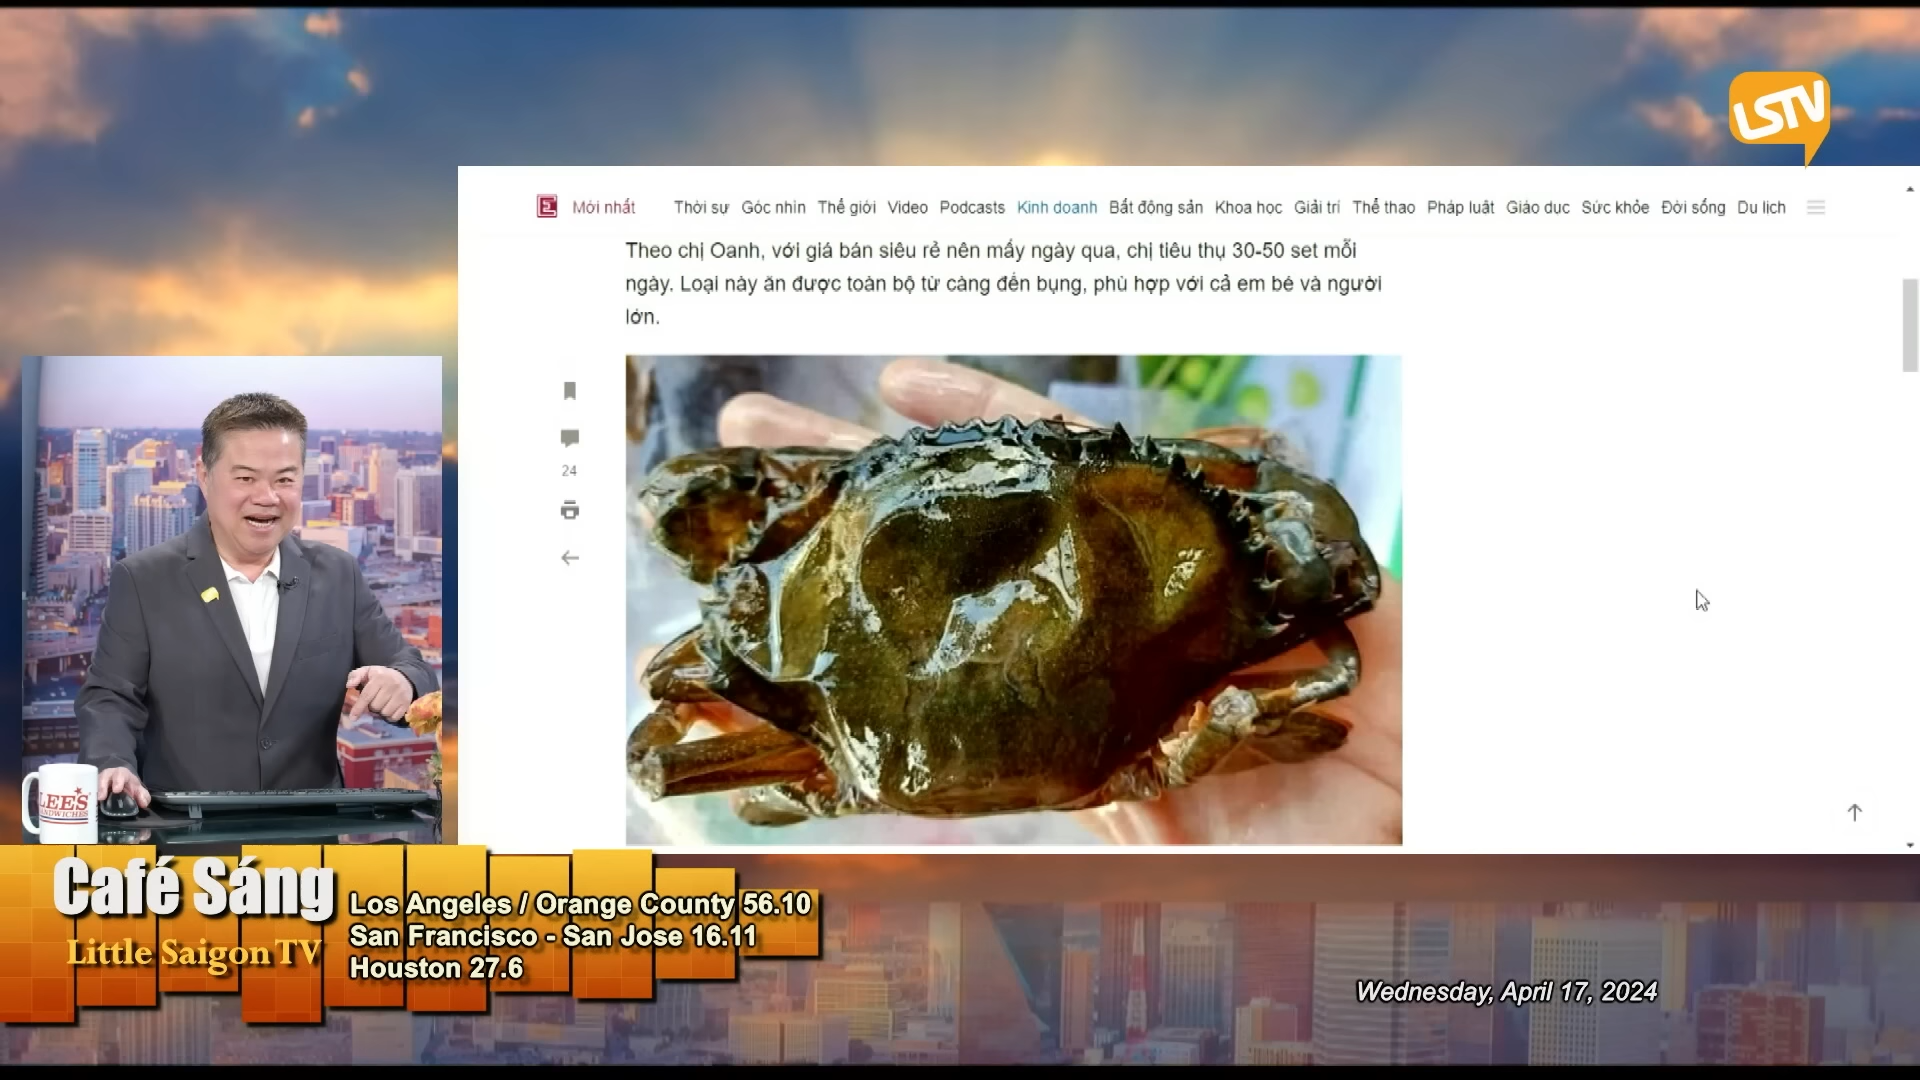 LSTV
Mới nhất Thời sự Góc nhìn Thế giới Video Podcasts Kinh doanh Bất động sản Khoa học Giải trí Thể thao Pháp luật Giáo dục Sức khỏe Đời sống Du lịch
Theo chị Oanh, với giá bán siêu rẻ nên mấy ngày qua, chị tiêu thụ 30-50 set mỗi
ngày. Loại này ăn được toàn bộ từ càng đến bụng, phù hợp với cả em bé và người
lớn.
24
LEE'S
SANDWICHES
Café Sáng
Little Saigon TV
Los Angeles / Orange County 56.10
San Francisco - San Jose 16.11
Houston 27.6
Wednesday, April 17, 2024